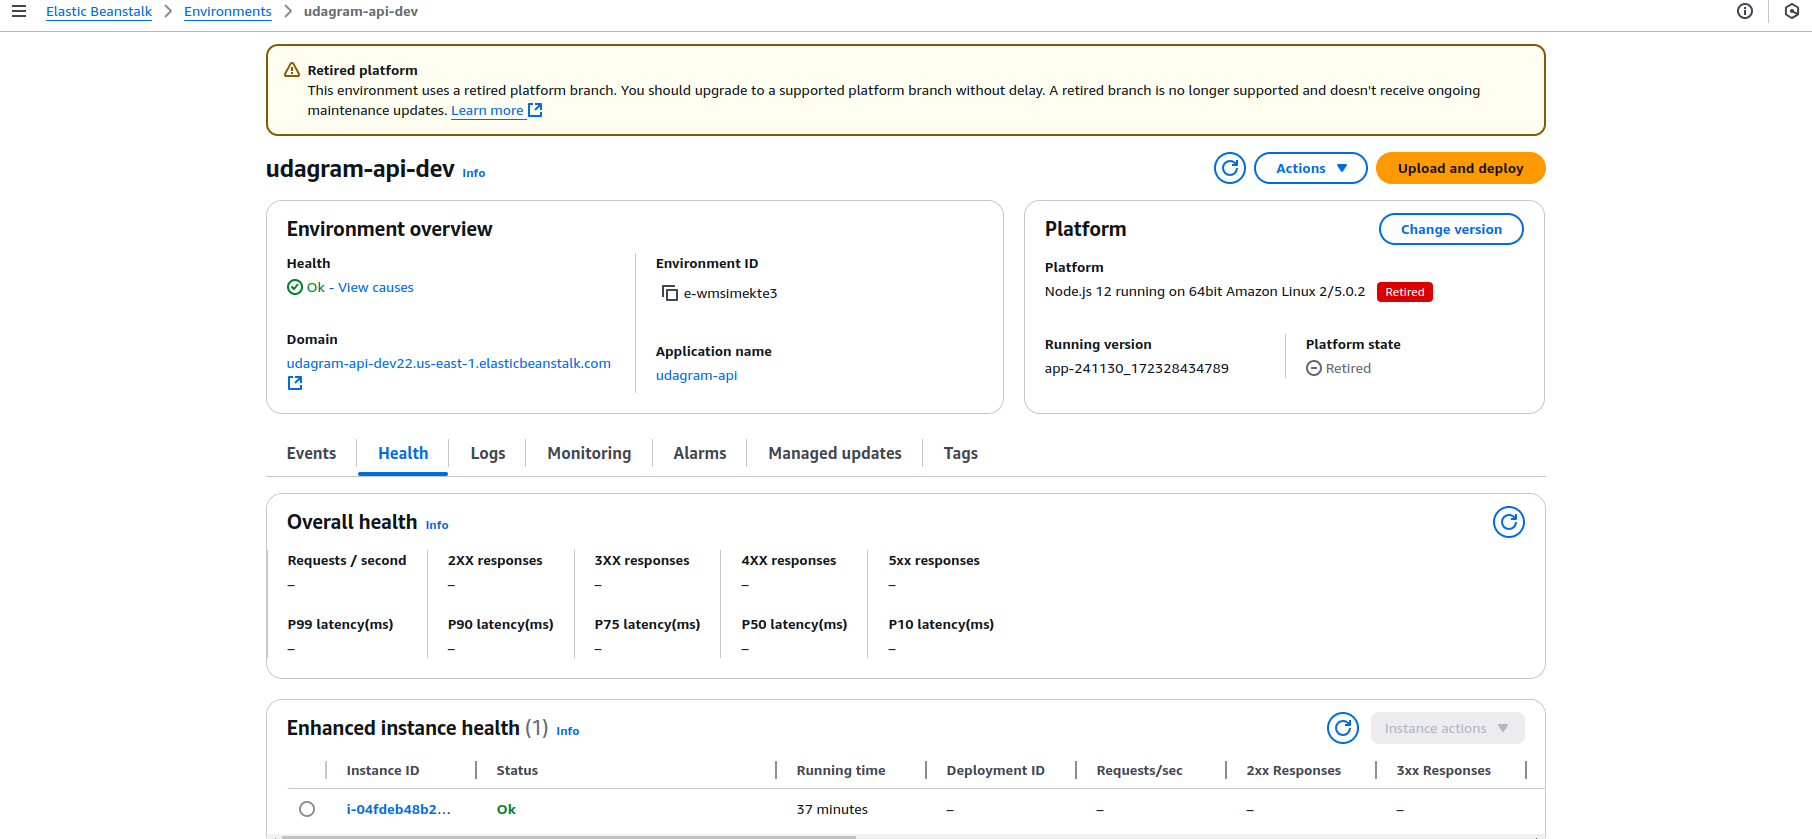 Elastic Beanstalk > Environments > udagram-api-dev
Retired platform
This environment uses a retired platform branch. You should upgrade to a supported platform branch without delay. A retired branch is no longer supported and doesn't receive ongoing
maintenance updates. Learn more
udagram-api-dev Info
Actions
Upload and deploy
Environment overview
Health
Ok - View causes
Domain
udagram-api-dev22.us-east-1.elasticbeanstalk.com
Environment ID
e-wmsimekte3
Application name
udagram-api
Platform
Change version
Platform
Node.js 12 running on 64bit Amazon Linux 2/5.0.2 Retired
Running version
app-241130_172328434789
Platform state
Retired
Events Health Logs Monitoring Alarms Managed updates Tags
Overall health Info
Requests / second 2XX responses 3XX responses 4XX responses 5xx responses
– – – – –
P99 latency(ms) P90 latency(ms) P75 latency(ms) P50 latency(ms) P10 latency(ms)
– – – – –
Enhanced instance health (1) Info
Instance actions
Instance ID Status Running time Deployment ID Requests/sec 2xx Responses 3xx Responses
i-04fdeb48b2... Ok 37 minutes – – – –